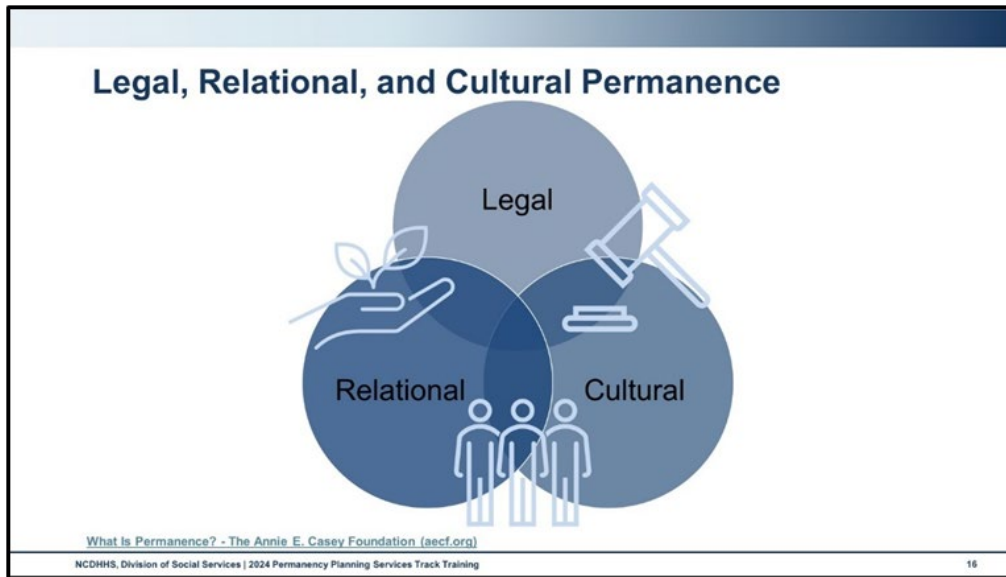 Legal, Relational, and Cultural Permanence
Legal
Relational
Cultural
What Is Permanence? - The Annie E. Casey Foundation (aecf.org)
NCDHHS, Division of Social Services | 2024 Permanency Planning Services Track Training
16